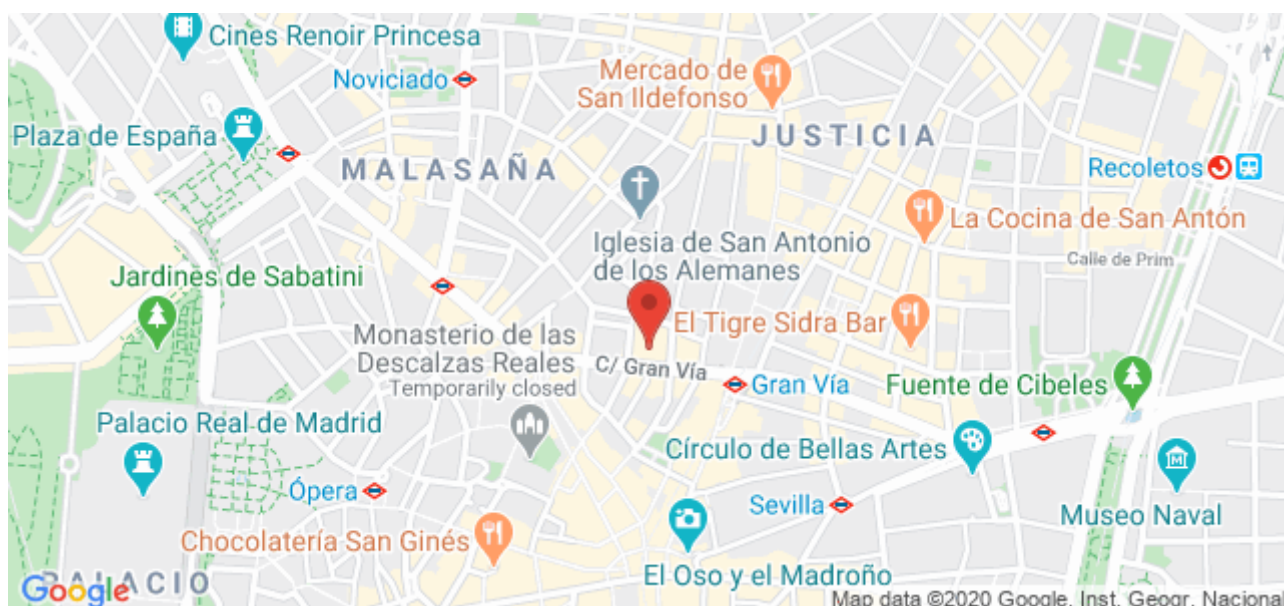 Cines Renoir Princesa
Noviciado
Mercado de
San Ildefonso
Plaza de España
JUSTICIA
MALASAÑA
Recoletos
La Cocina de San Antón
Iglesia de San Antonio
de los Alemanes
Calle de Prim
Jardines de Sabatini
El Tigre Sidra Bar
Monasterio de las
Descalzas Reales
Temporarily closed
C/ Gran Vía
Gran Vía
Fuente de Cibeles
Palacio Real de Madrid
Círculo de Bellas Artes
Ópera
Sevilla
Museo Naval
Chocolatería San Ginés
El Oso y el Madroño
PALACIO
Google
Map data ©2020 Google, Inst. Geogr. Naciona